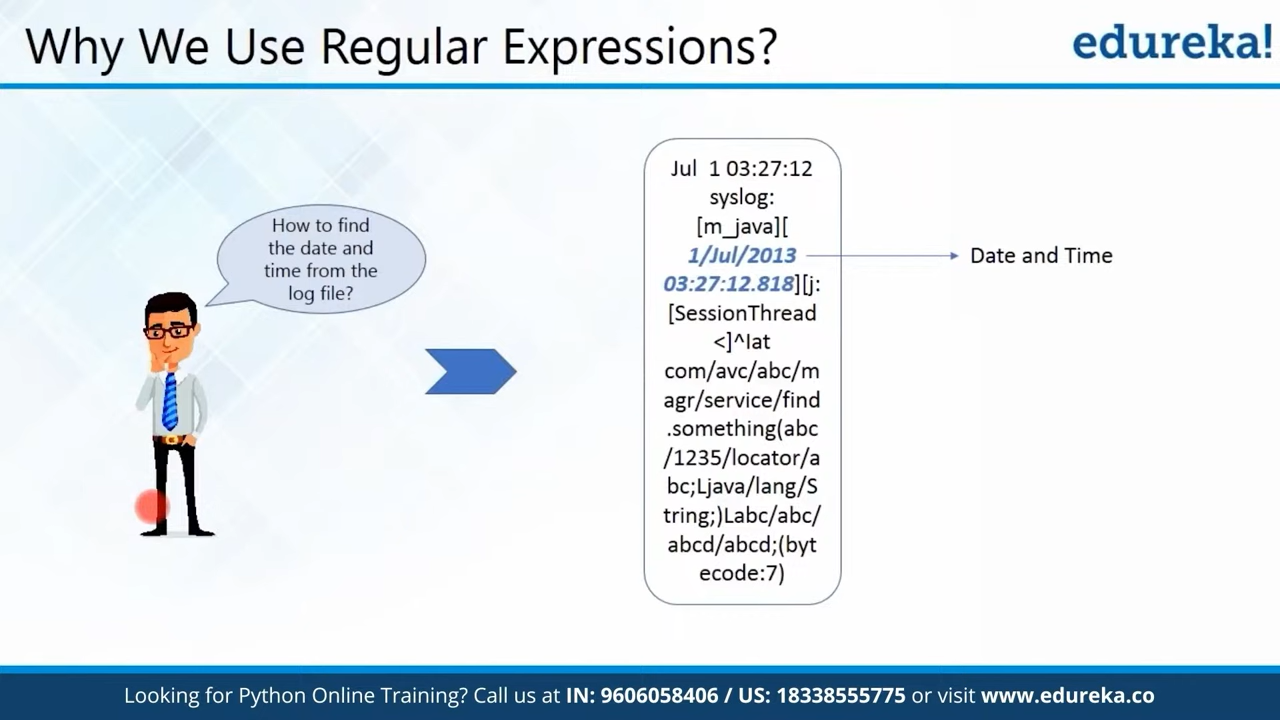 Why We Use Regular Expressions?
edureka!
How to find
the date and
time from the
log file?
Jul 1 03:27:12
syslog:
[m_java][
1/Jul/2013
03:27:12.818][j:
[SessionThread
<]^Iat
com/avc/abc/m
agr/service/find
.something(abc
/1235/locator/a
bc;Ljava/lang/S
tring;)Labc/abc/
abcd/abcd;(byt
ecode:7)
Date and Time
Looking for Python Online Training? Call us at IN: 9606058406 / US: 18338555775 or visit www.edureka.co